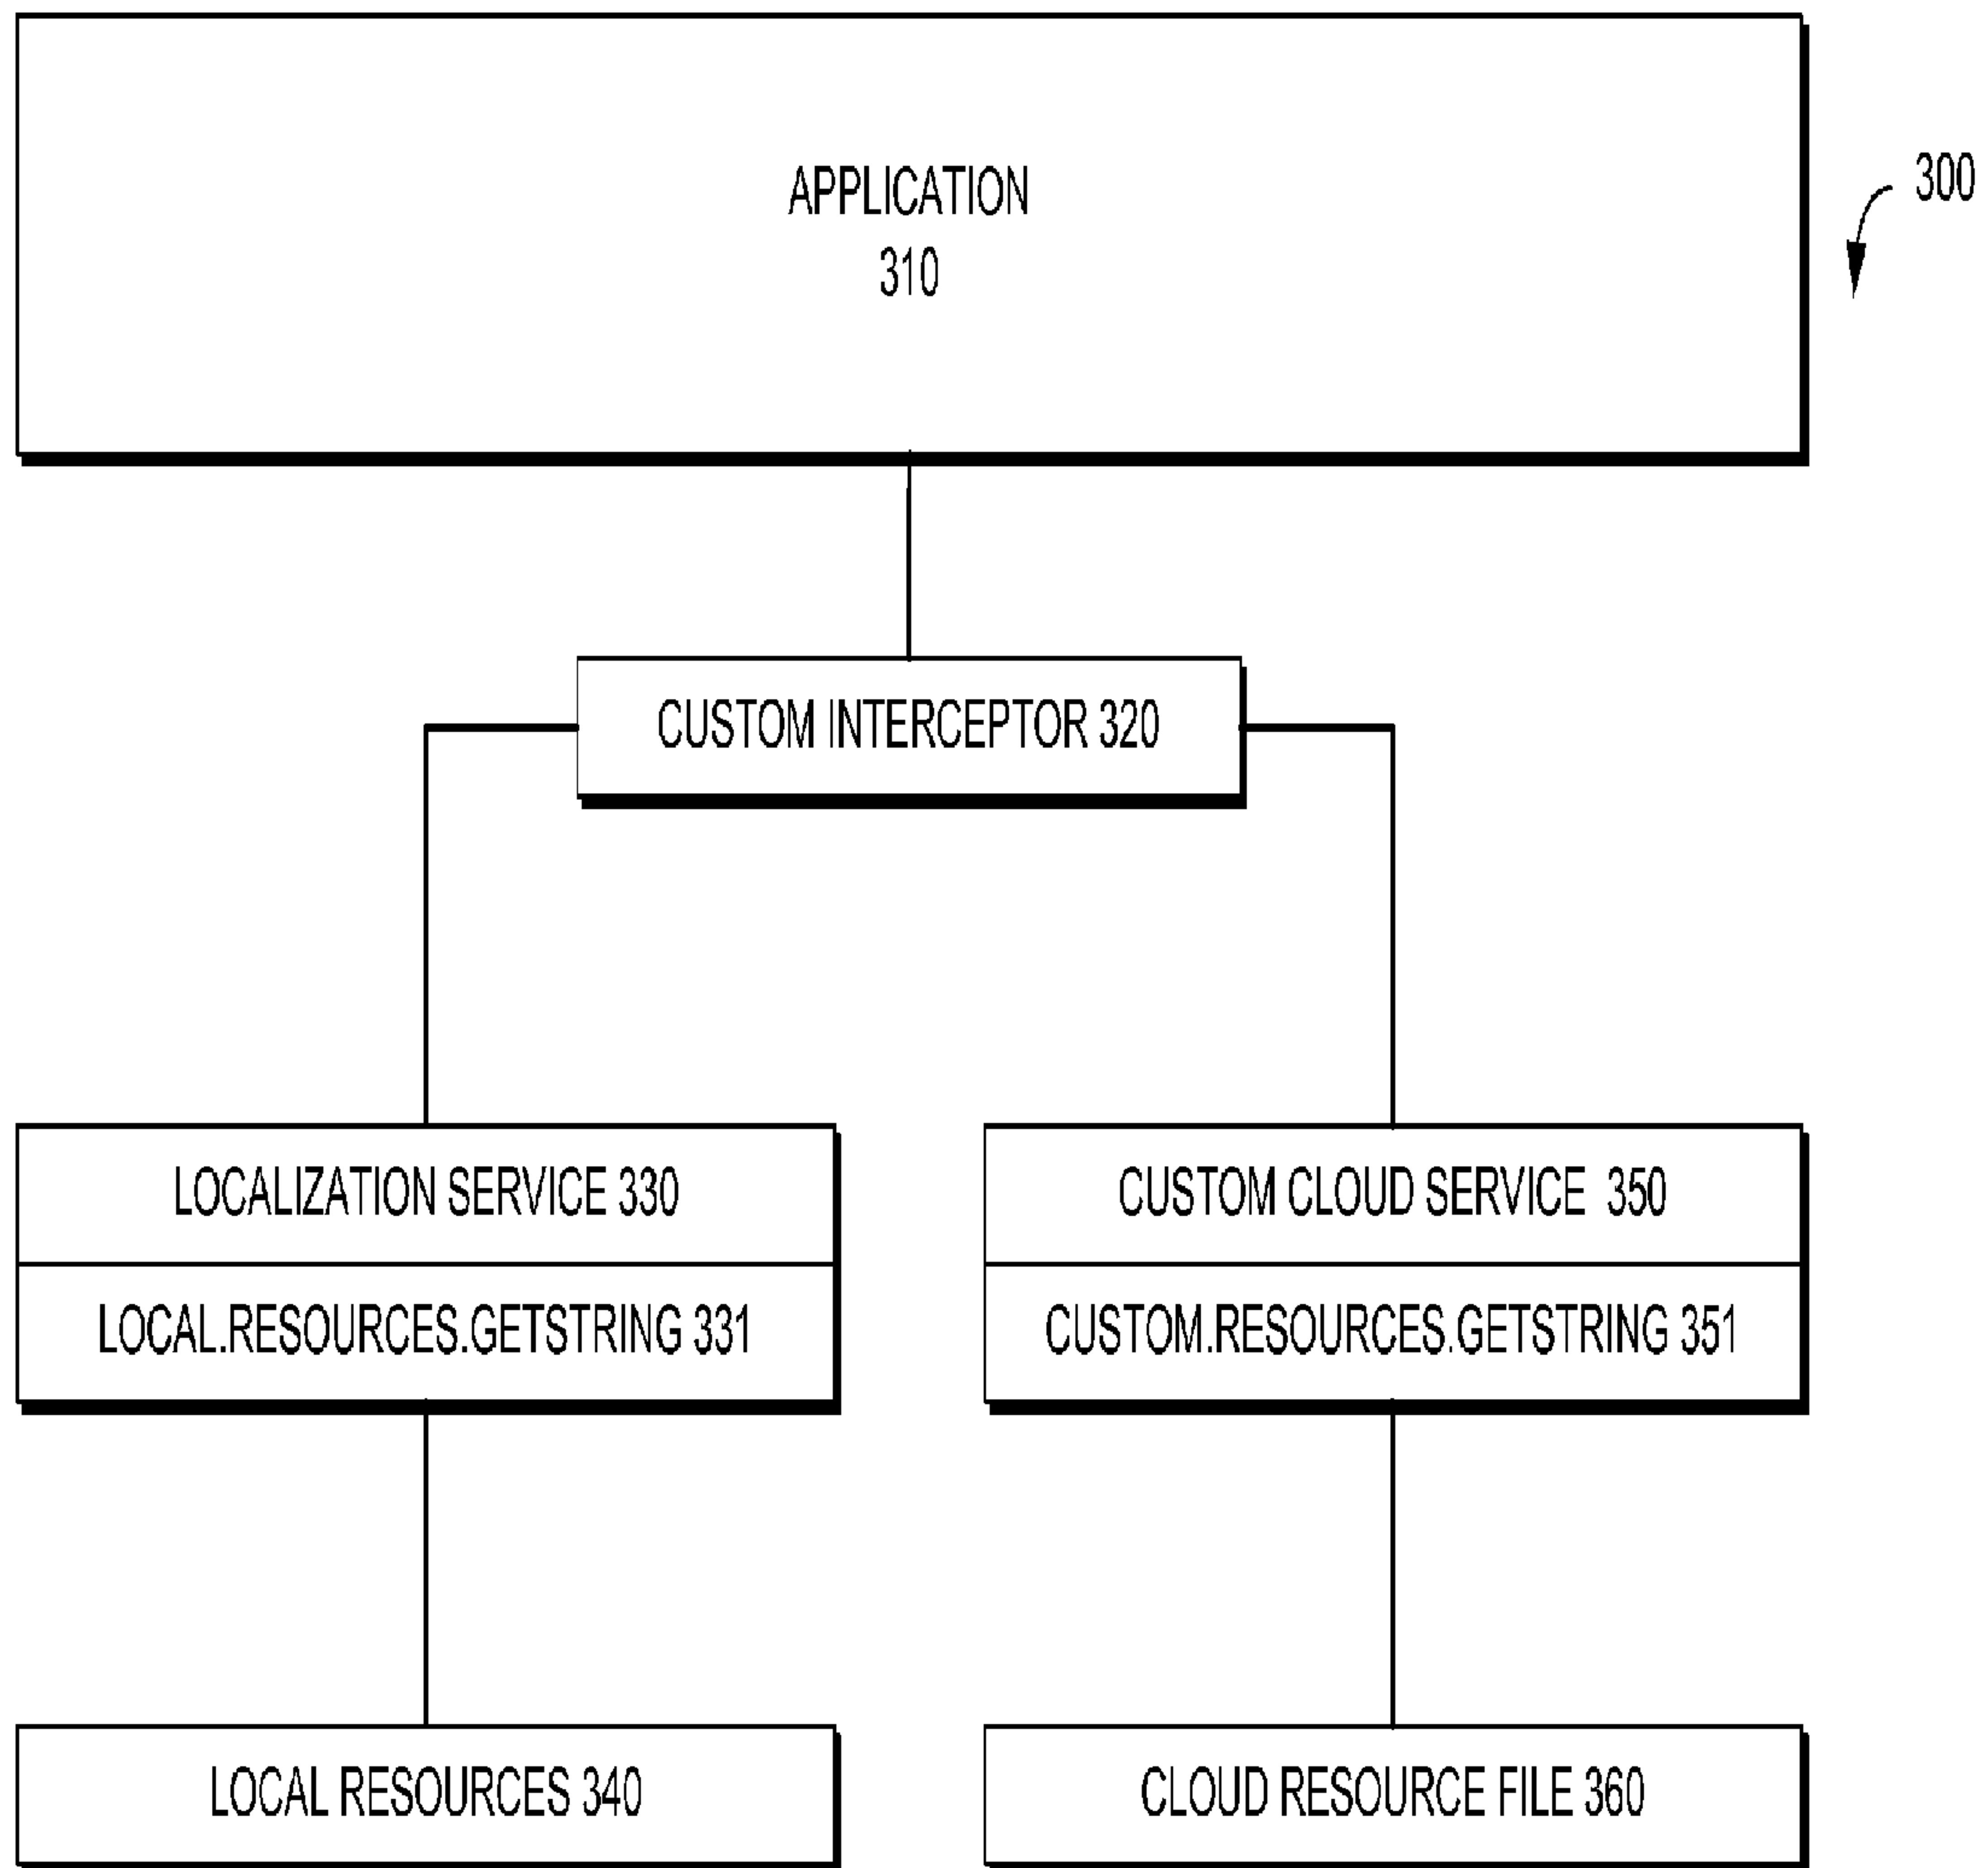 APPLICATION
310
300
CUSTOM INTERCEPTOR 320
LOCALIZATION SERVICE 330
LOCAL.RESOURCES.GETSTRING 331
CUSTOM CLOUD SERVICE 350
CUSTOM.RESOURCES.GETSTRING 351
LOCAL RESOURCES 340
CLOUD RESOURCE FILE 360